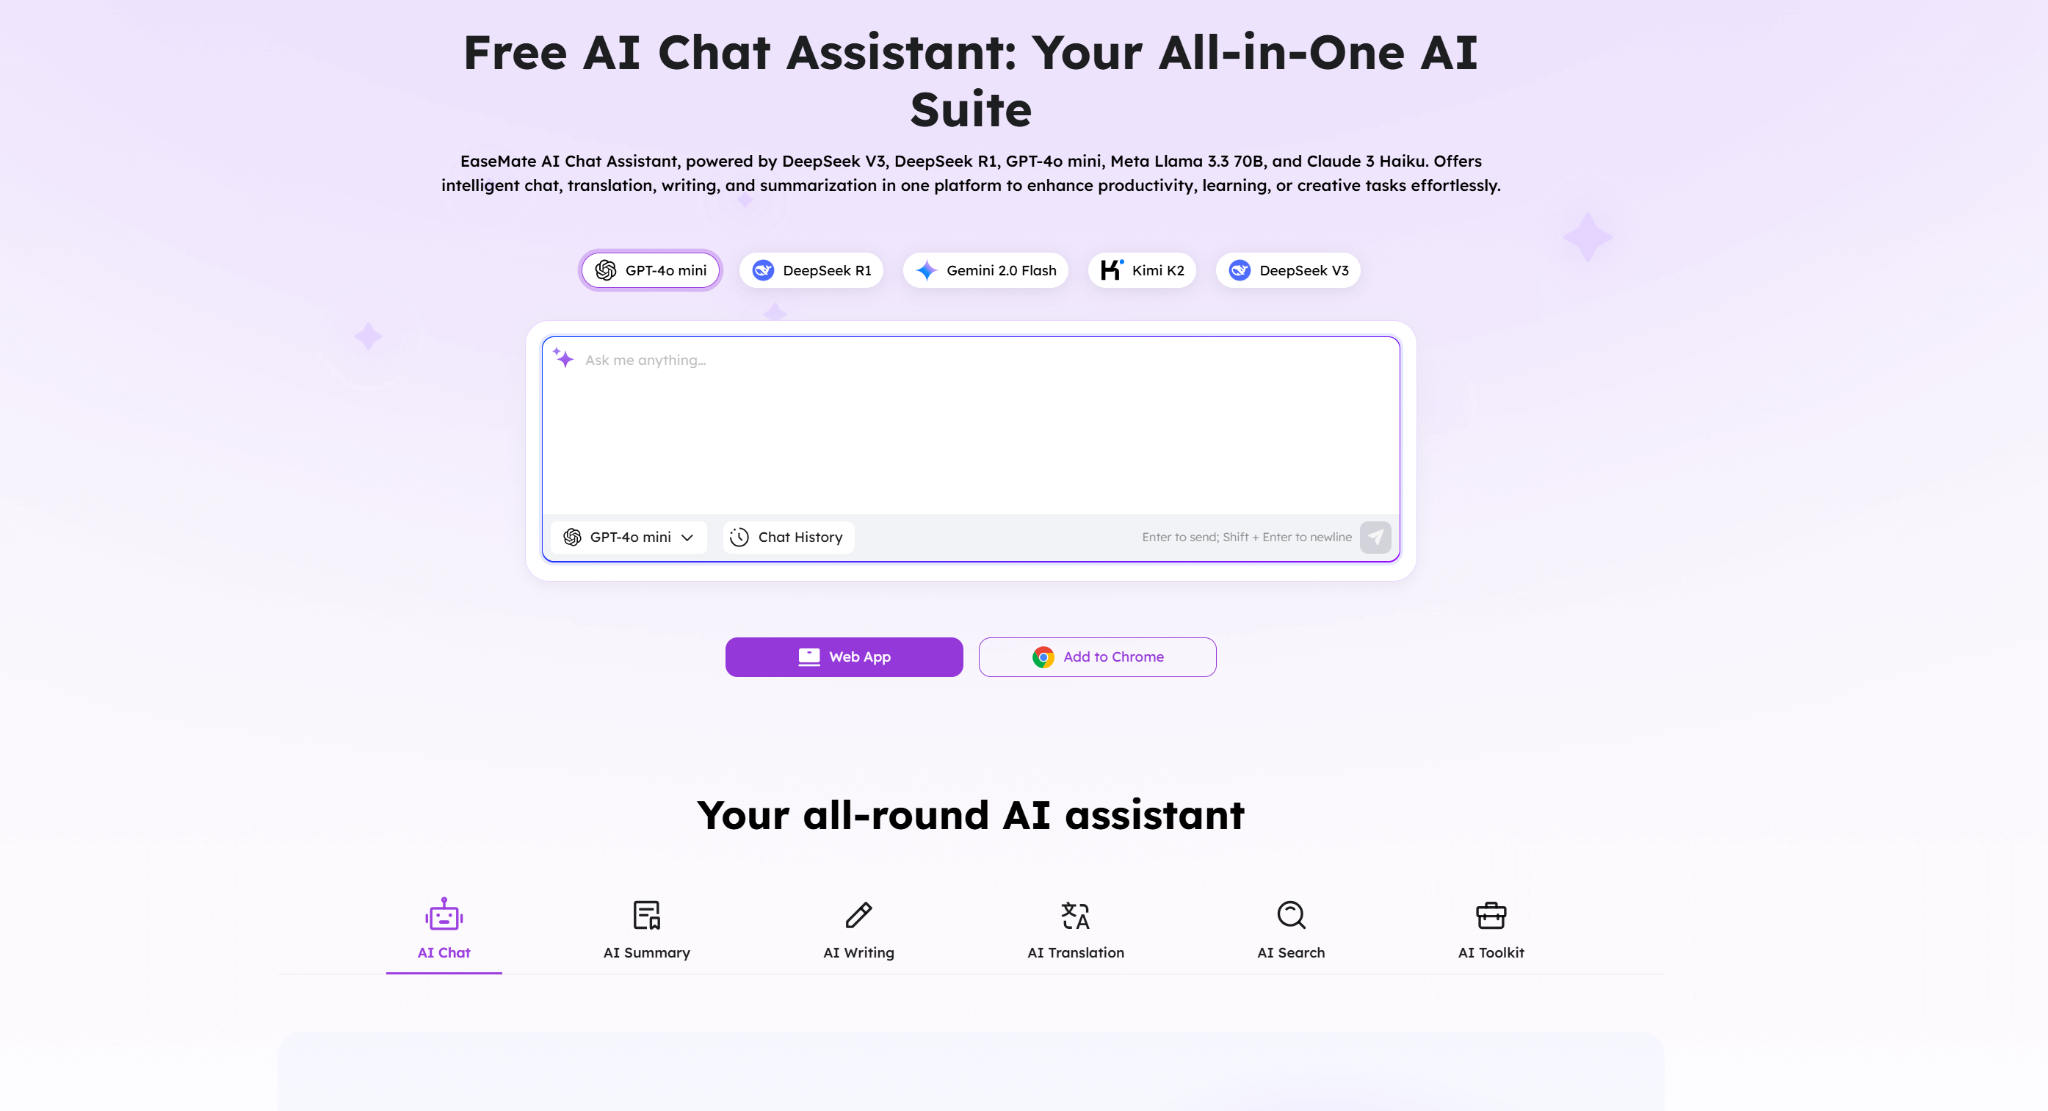 Free AI Chat Assistant: Your All-in-One AI
Suite
EaseMate AI Chat Assistant, powered by DeepSeek V3, DeepSeek R1, GPT-4o mini, Meta Llama 3.3 70B, and Claude 3 Haiku. Offers
intelligent chat, translation, writing, and summarization in one platform to enhance productivity, learning, or creative tasks effortlessly.
GPT-4o mini
DeepSeek R1
Gemini 2.0 Flash
Kimi K2
DeepSeek V3
Ask me anything...
GPT-4o mini
Chat History
Enter to send; Shift + Enter to newline
Web App
Add to Chrome
Your all-round AI assistant
AI Chat
AI Summary
AI Writing
AI Translation
AI Search
AI Toolkit